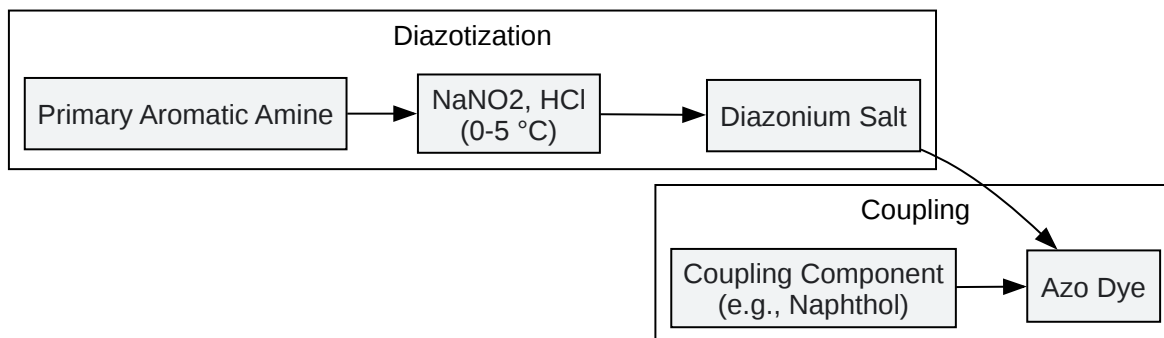 Diazotization
Primary Aromatic Amine
NaNO2, HCl
(0-5 °C)
Diazonium Salt
Coupling
Coupling Component
(e.g., Naphthol)
Azo Dye